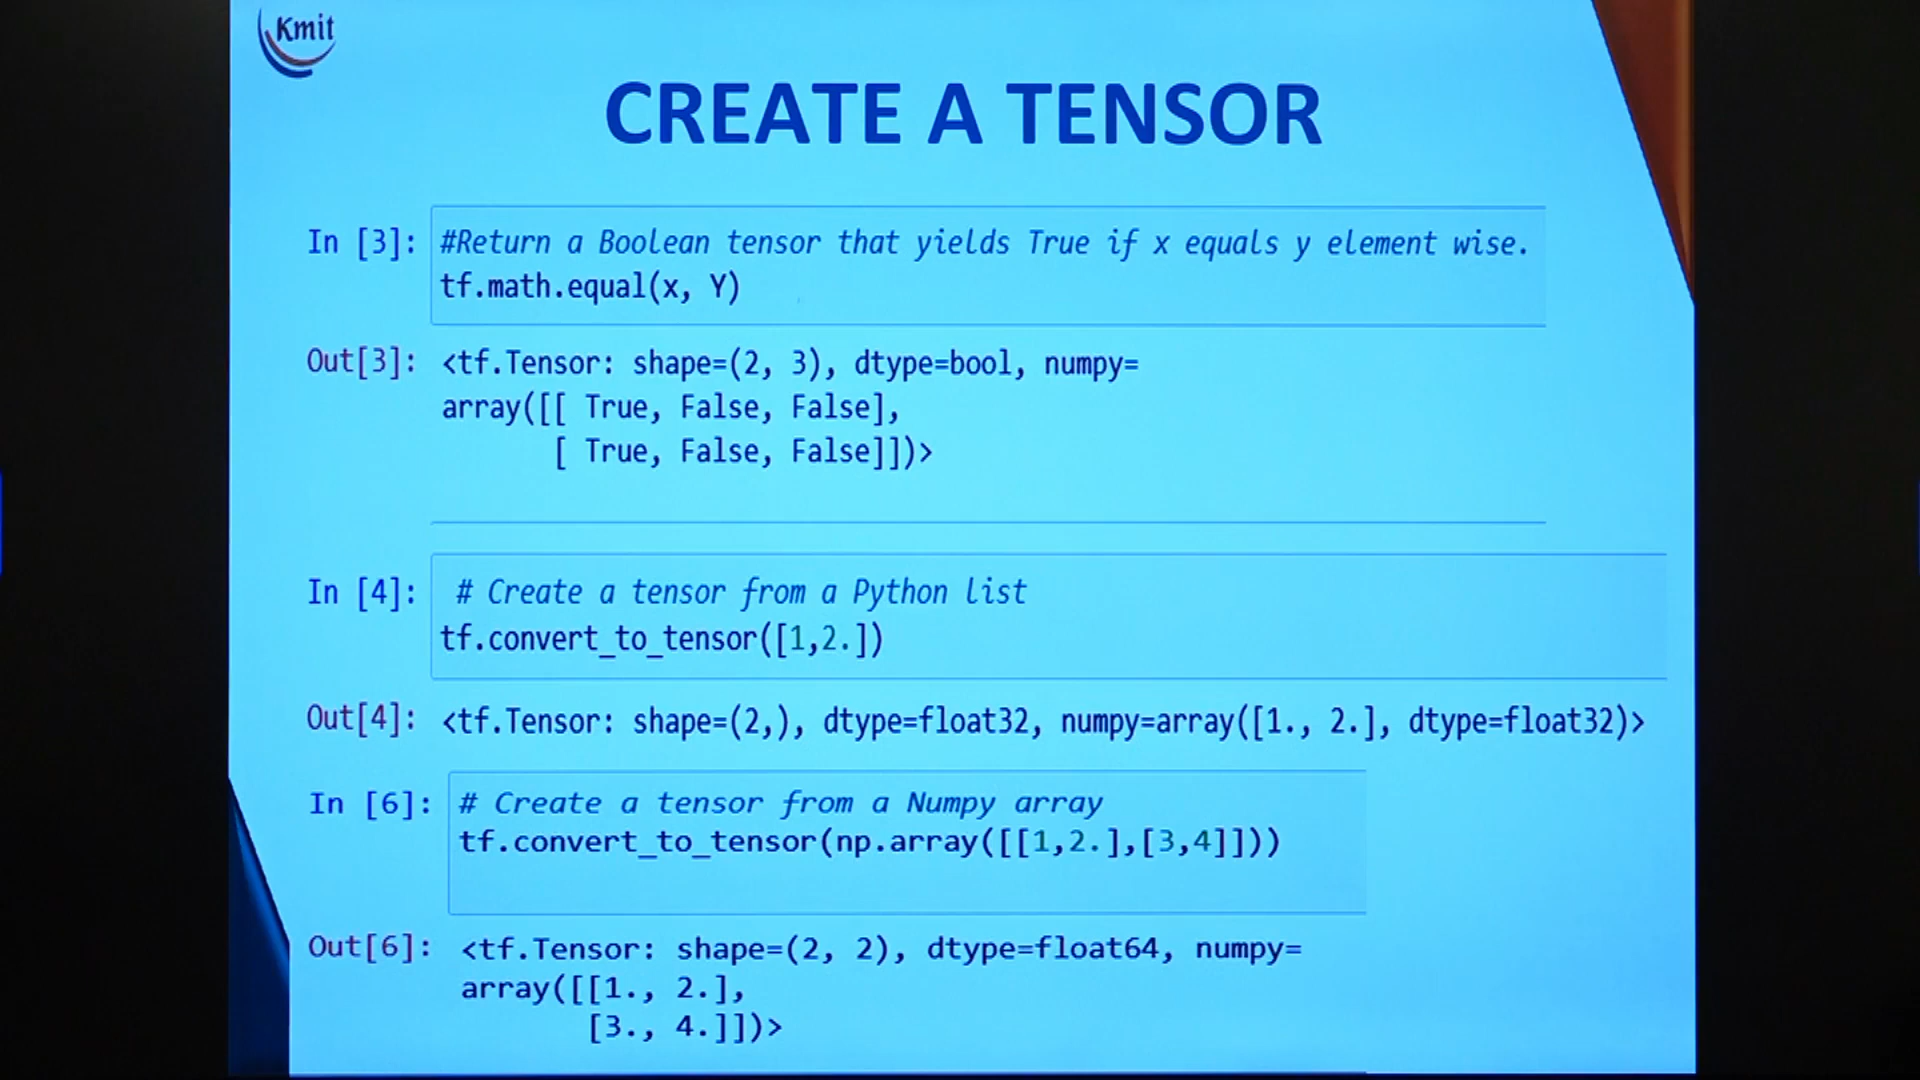 Kmit
CREATE A TENSOR
In [3]: #Return a Boolean tensor that yields True if x equals y element wise.
tf.math.equal(x, Y)
Out[3]: <tf.Tensor: shape=(2, 3), dtype=bool, numpy=
array([[ True, False, False],
[ True, False, False]])>
In [4]: # Create a tensor from a Python list
tf.convert_to_tensor([1,2.])
Out[4]: <tf.Tensor: shape=(2,), dtype=float32, numpy=array([1., 2.], dtype=float32)>
In [6]: # Create a tensor from a Numpy array
tf.convert_to_tensor(np.array([[1,2.],[3,4]]))
Out[6]: <tf.Tensor: shape=(2, 2), dtype=float64, numpy=
array([[1., 2.],
[3., 4.]])>